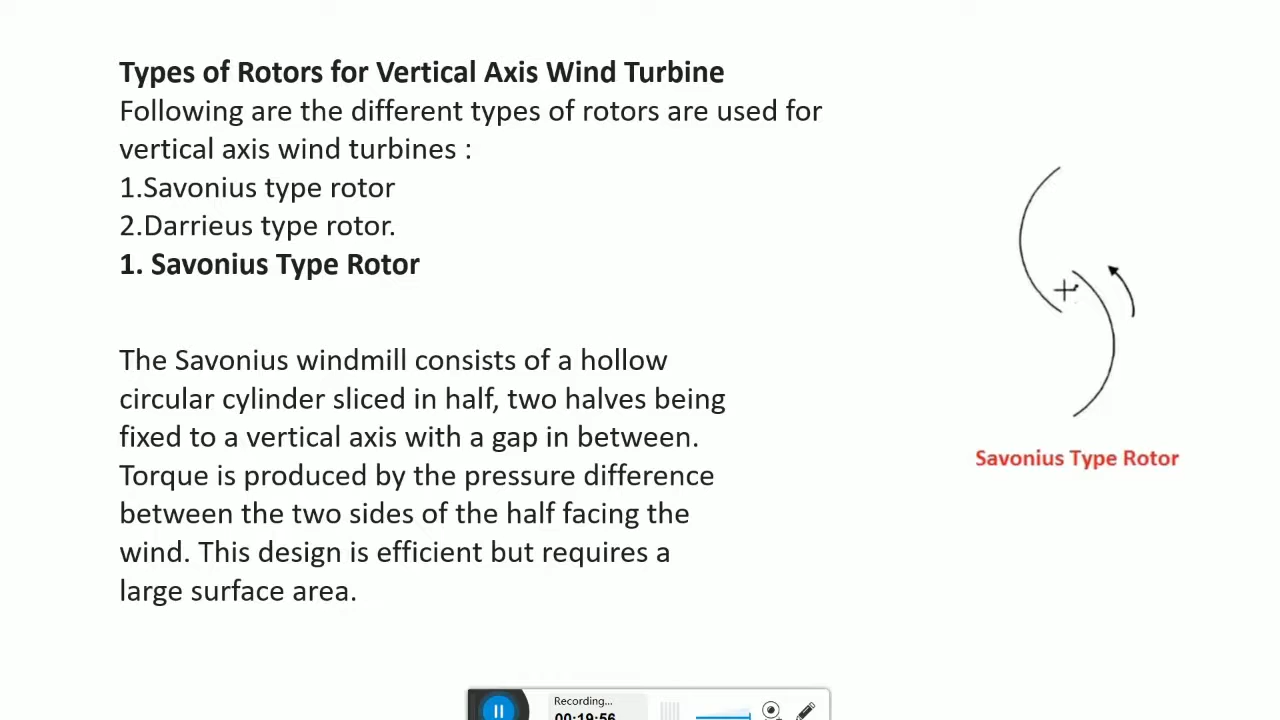 Types of Rotors for Vertical Axis Wind Turbine
Following are the different types of rotors are used for
vertical axis wind turbines :
1.Savonius type rotor
2.Darrieus type rotor.
1. Savonius Type Rotor
The Savonius windmill consists of a hollow
circular cylinder sliced in half, two halves being
fixed to a vertical axis with a gap in between.
Torque is produced by the pressure difference
between the two sides of the half facing the
wind. This design is efficient but requires a
large surface area.
Savonius Type Rotor
Recording...
00:19:56